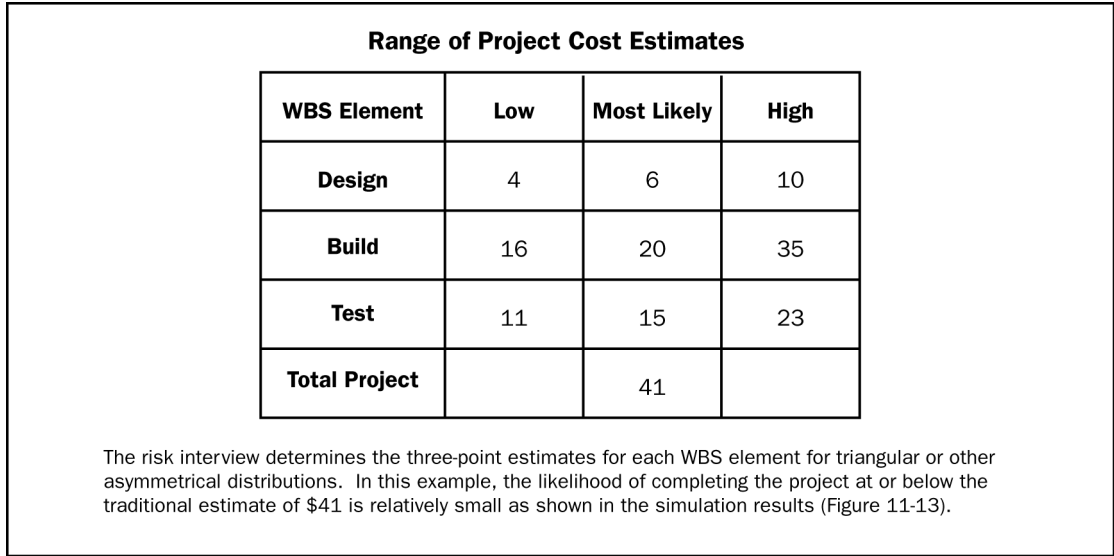 Range of Project Cost Estimates
WBS Element Low Most Likely High
Design 4 6 10
Build 16 20 35
Test 11 15 23
Total Project 41
The risk interview determines the three-point estimates for each WBS element for triangular or other
asymmetrical distributions. In this example, the likelihood of completing the project at or below the
traditional estimate of $41 is relatively small as shown in the simulation results (Figure 11-13).